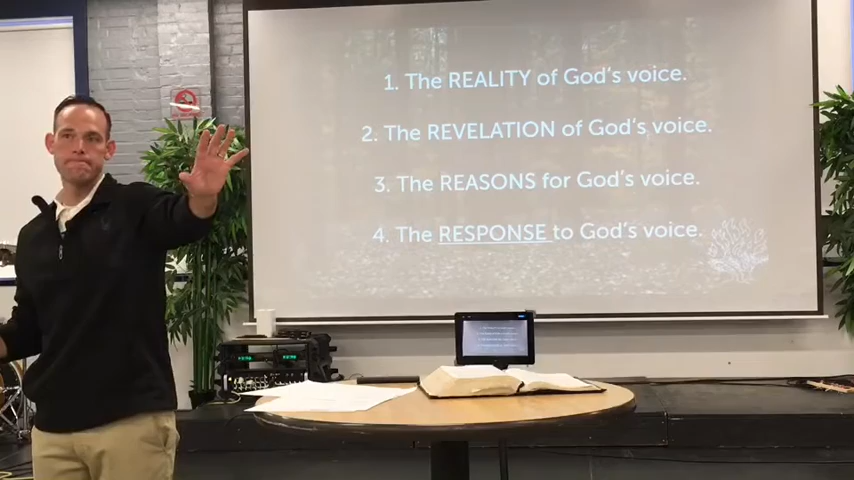 1. The REALITY of God's voice.
2. The REVELATION of God's voice.
3. The REASONS for God's voice.
4. The RESPONSE to God's voice.